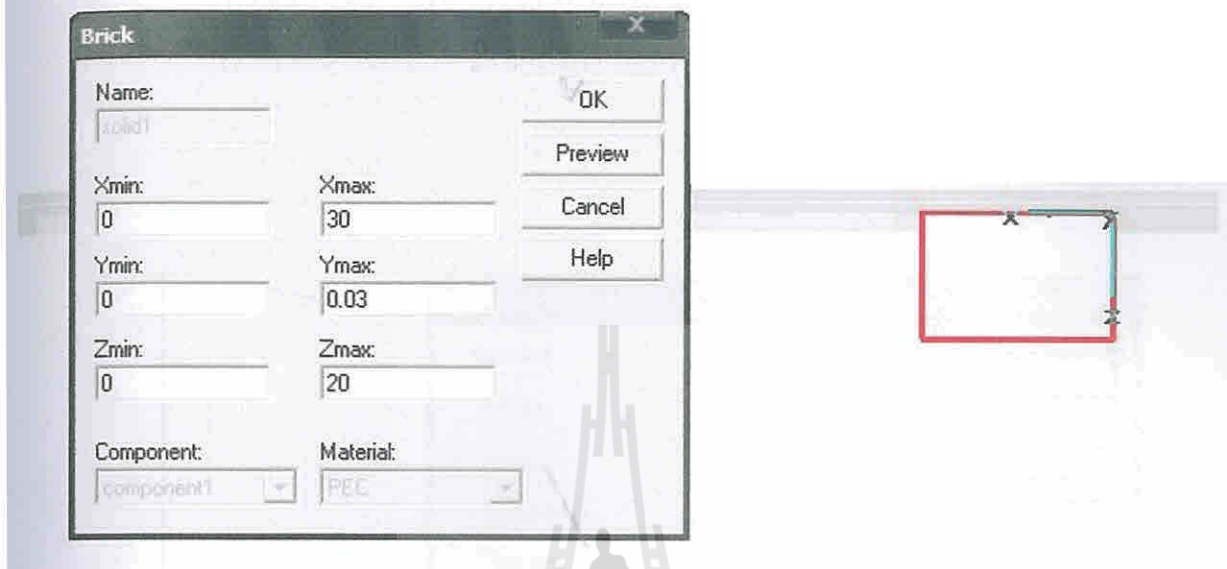 Brick
Name:
solid1
OK
Preview
Xmin:
Xmax:
Cancel
0
30
Ymin:
Ymax:
Help
0
0.03
Zmin:
Zmax:
0
20
Component:
Material:
component1
PEC
x
y
z